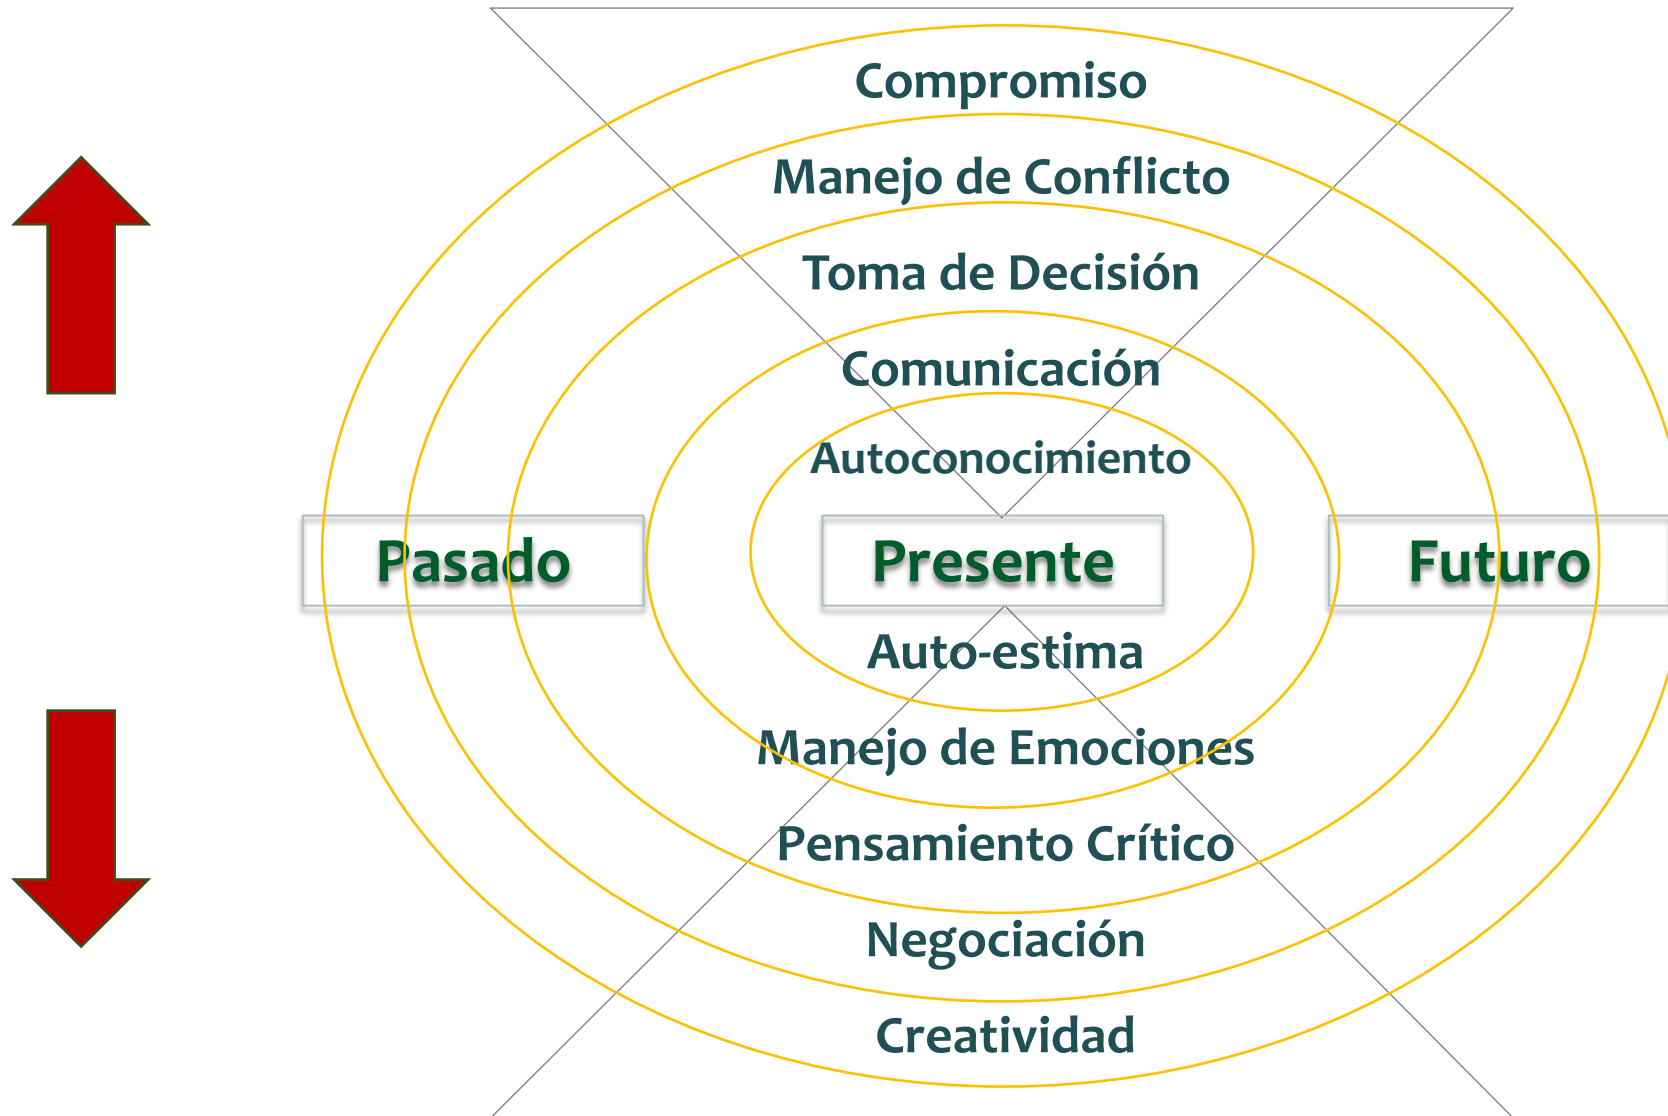 Compromiso
Manejo de Conflicto
Toma de Decisión
Comunicación
Autoconocimiento
Pasado
Presente
Futuro
Auto-estima
Manejo de Emociones
Pensamiento Crítico
Negociación
Creatividad